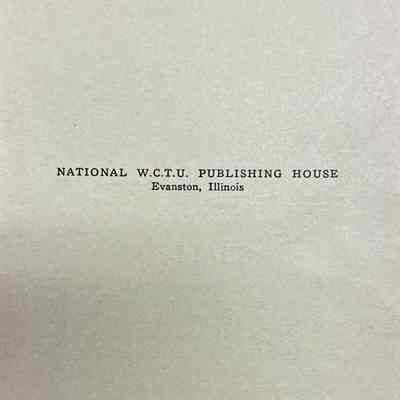 NATIONAL W.C.T.U. PUBLISHING HOUSE
Evanston, Illinois